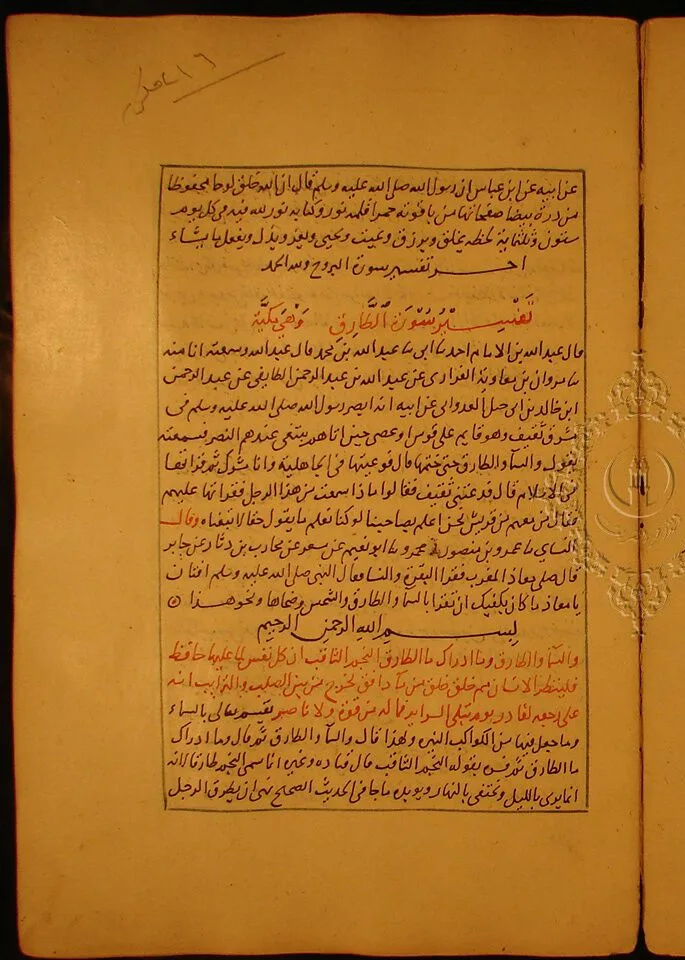 عن ابيه عن ابن عباس ان رسول الله صلى الله عليه وسلم قال ان الله خلق لوحا محفوظا
من درة بيضا صفحاتها من ياقوتة حمرا قلمه نور وكتابه نور لله فيه في كل يوم
ستون وثلثماية لحظة يخلق ويرزق ويميت ويحيي ويعز ويذل ويفعل ما يشاء
اخر تفسير سورة البروج ولله الحمد
تفسير سورة الطارق وهي مكية
قال عبد الله بن الامام احمد سا ابي سا عبد الله بن محمد قال عبد الله وسمعته انا منه
سا مروان بن معاوية الفزاري عن عبد الله بن عبد الرحمن الطايفي عن عبد الرحمن
ابن خالد بن ابي جبل العدواني عن ابيه انه ابصر رسول الله صلى الله عليه وسلم في
مشرق ثقيف وهو قايم على قوس او عصى حين اتاهم يبتغي عندهم النصر فسمعته
يقول والسما والطارق حتى ختمها قال فوعيتها في الجاهلية وانا مشرك ثم قراتها
في الاسلام قال فدعتني ثقيف فقالوا ماذا سمعت من هذا الرجل فقراتها عليهم
فقال من معهم من قريش نحن اعلم بصاحبنا لو كنا نعلم ما يقول حقا لاتبعناه وقال
النساي سا عمرو بن منصور سا ابو نعيم عن مسعر عن محارب بن دثار عن جابر
قال صلى معاذ المغرب فقرا البقرة والنسا فقال النبي صلى الله عليه وسلم افتان
يا معاذ ما كان يكفيك ان تقرا بالسما والطارق والشمس وضحاها ونحو هذا
بسم الله الرحمن الرحيم
والسما والطارق وما ادراك ما الطارق النجم الثاقب ان كل نفس لما عليها حافظ
فلينظر الانسان مم خلق خلق من ما دافق يخرج من بين الصلب والترايب انه
على رجعه لقادر يوم تبلى السراير فما له من قوة ولا ناصر يقسم تعالى بالسماء
وما جعل فيها من الكواكب النيره ولهذا قال والسما والطارق ثم قال وما ادراك
ما الطارق ثم فسره بقوله النجم الثاقب قال قتاده وغيره انما سمى النجم طارقا لانه
انما يرى بالليل ويختفي بالنهار ويويده ما جا في الحديث الصحيح نهى ان يطرق الرجل